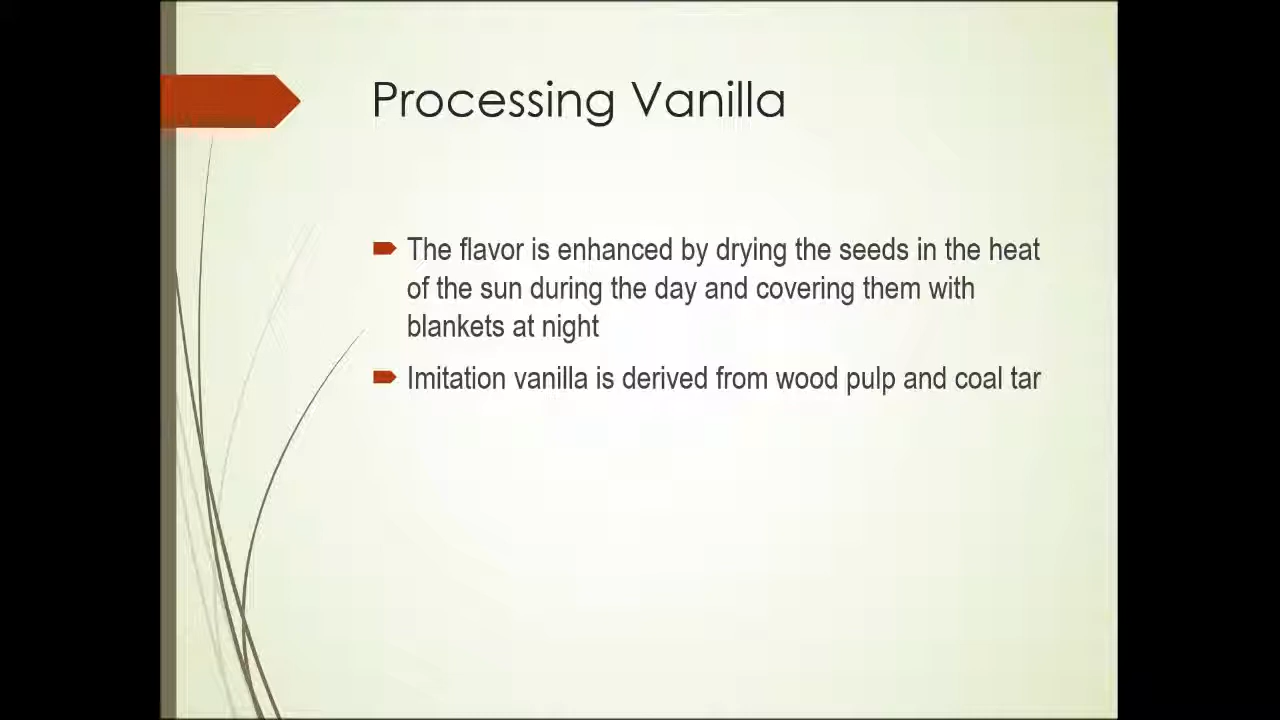 Processing Vanilla
The flavor is enhanced by drying the seeds in the heat
of the sun during the day and covering them with
blankets at night
Imitation vanilla is derived from wood pulp and coal tar